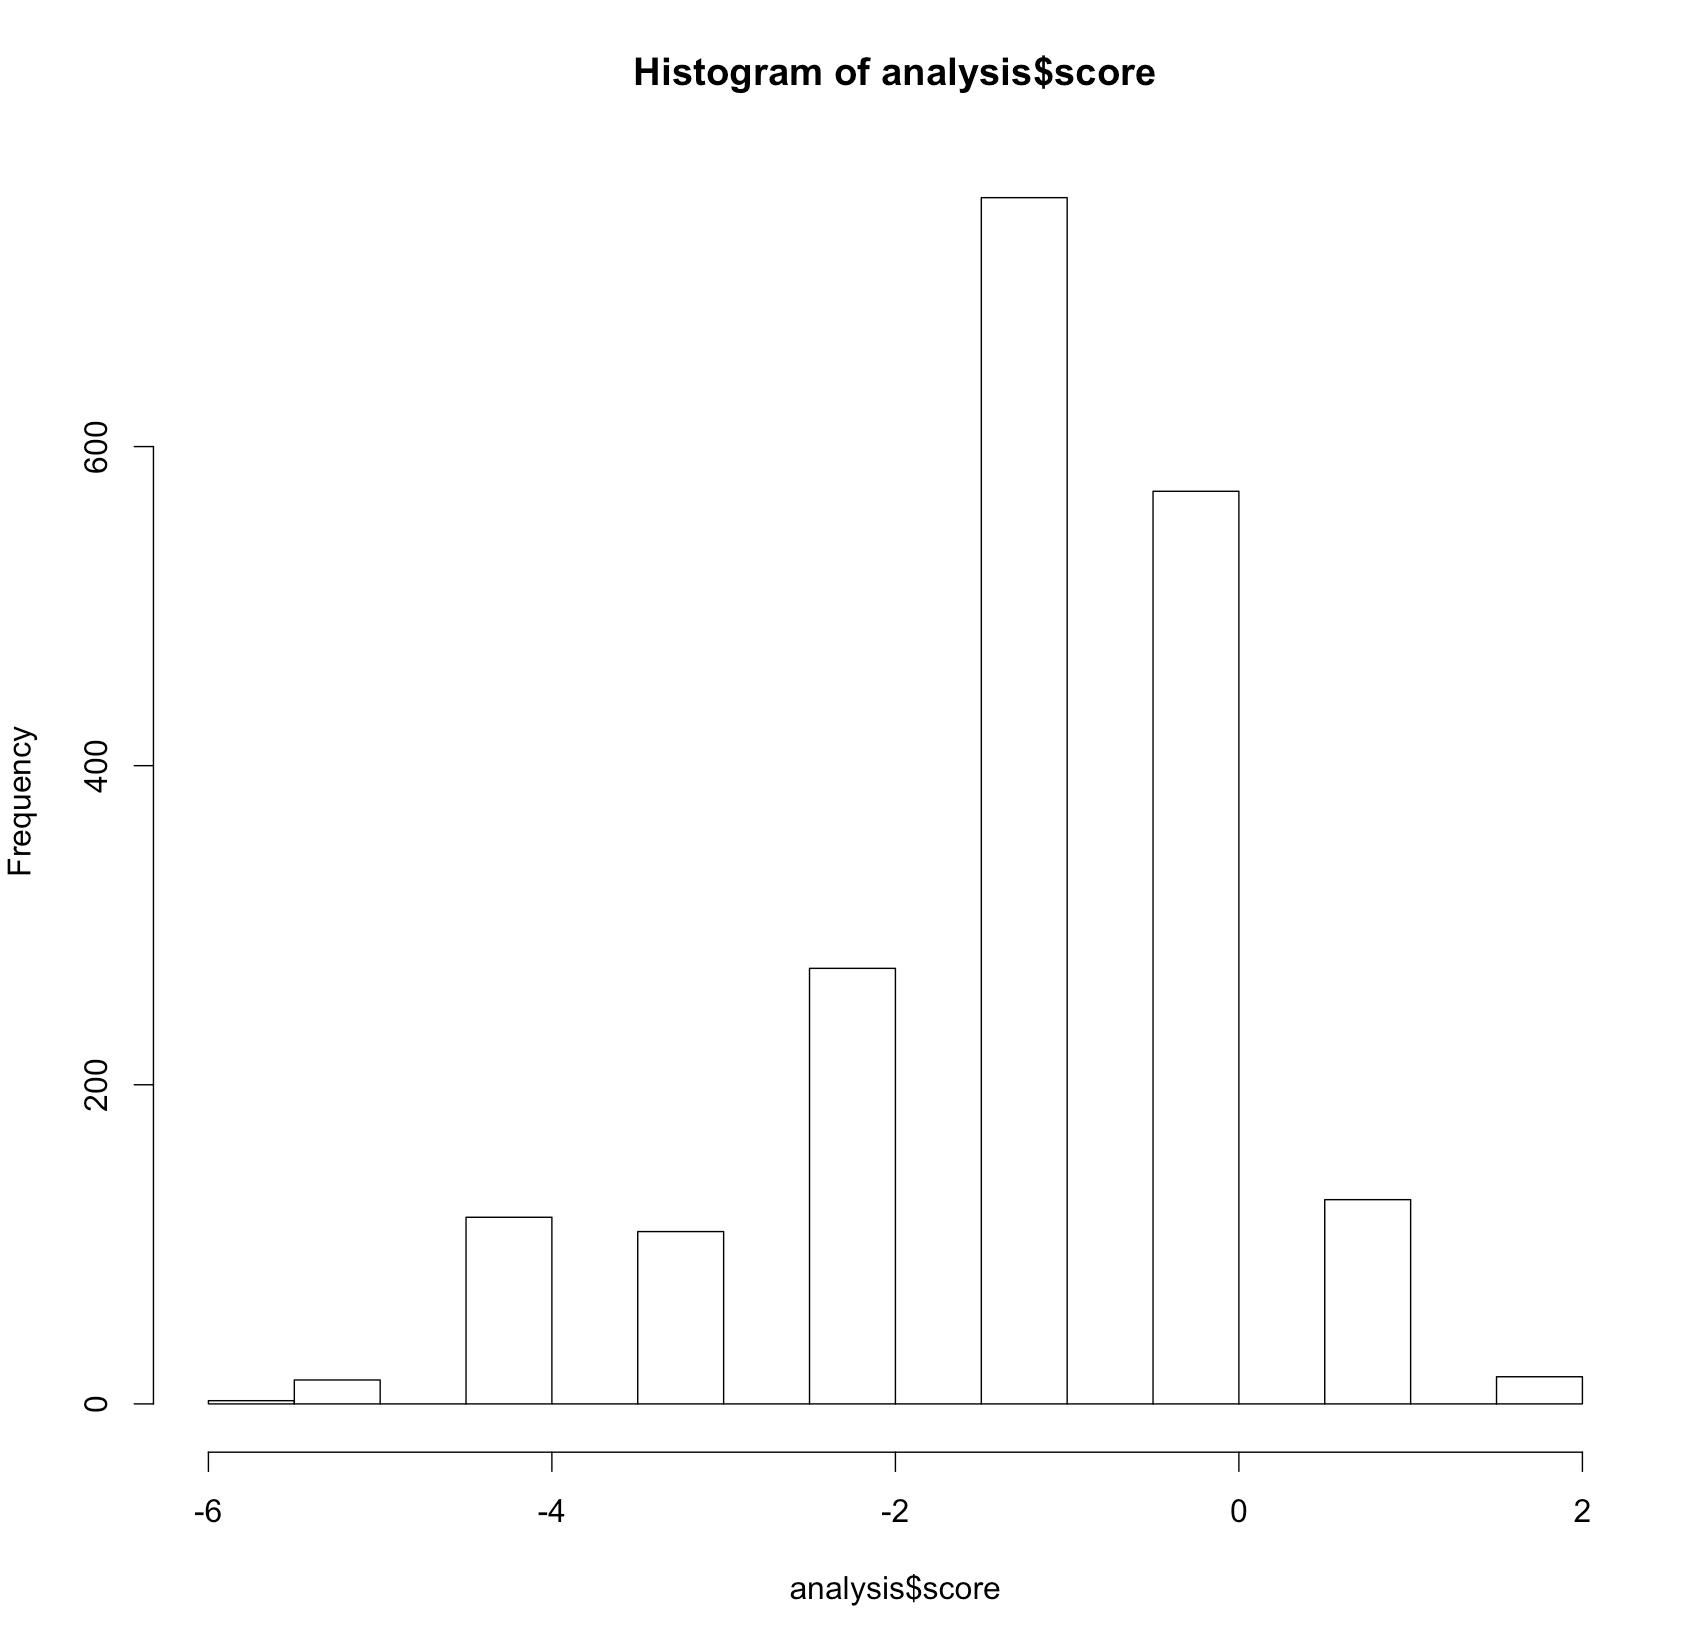 Histogram of analysis$score
Frequency
600
400
200
0
-6 -4 -2 0 2
analysis$score